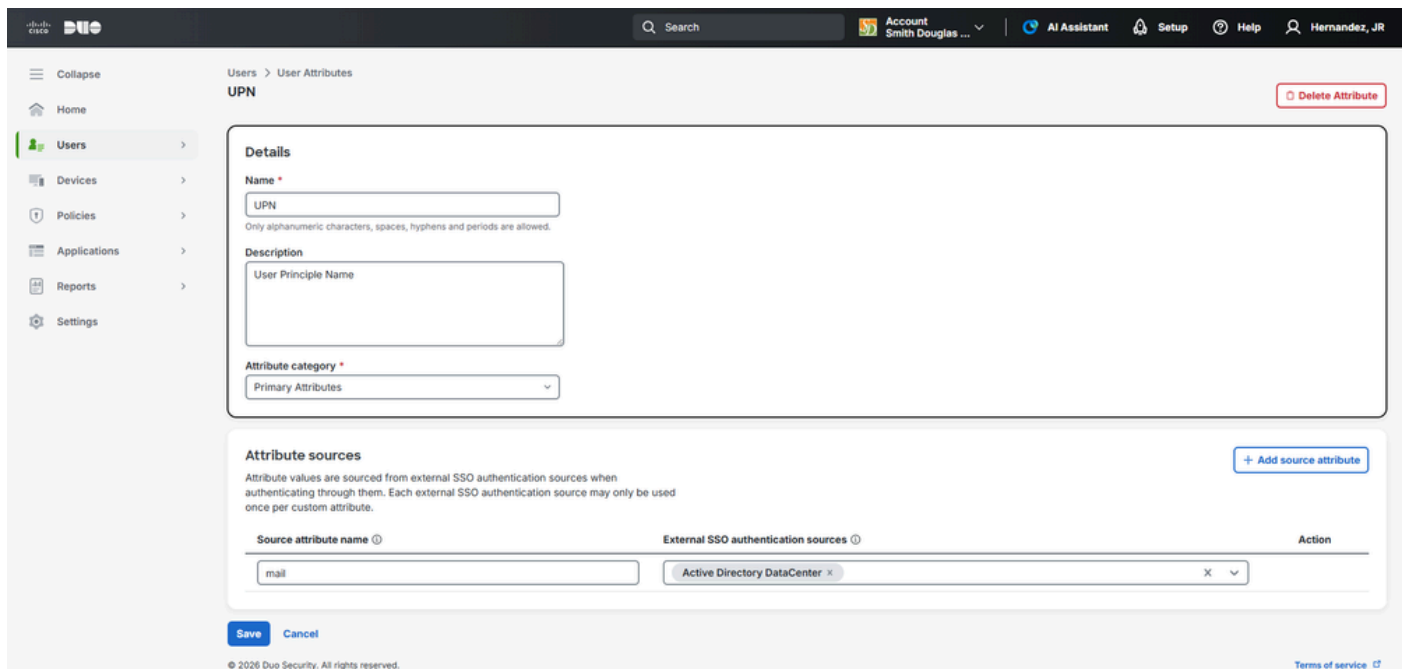 CISCO DUO
Search
Account
Smith Douglas ...
AI Assistant
Setup
Help
Hernandez, JR
Collapse
Home
Users
Devices
Policies
Applications
Reports
Settings
Users > User Attributes
UPN
Delete Attribute
Details
Name *
UPN
Only alphanumeric characters, spaces, hyphens and periods are allowed.
Description
User Principle Name
Attribute category *
Primary Attributes
Attribute sources
+ Add source attribute
Attribute values are sourced from external SSO authentication sources when
authenticating through them. Each external SSO authentication source may only be used
once per custom attribute.
Source attribute name
External SSO authentication sources
Action
mail
Active Directory DataCenter ×
Save
Cancel
© 2026 Duo Security. All rights reserved.
Terms of service